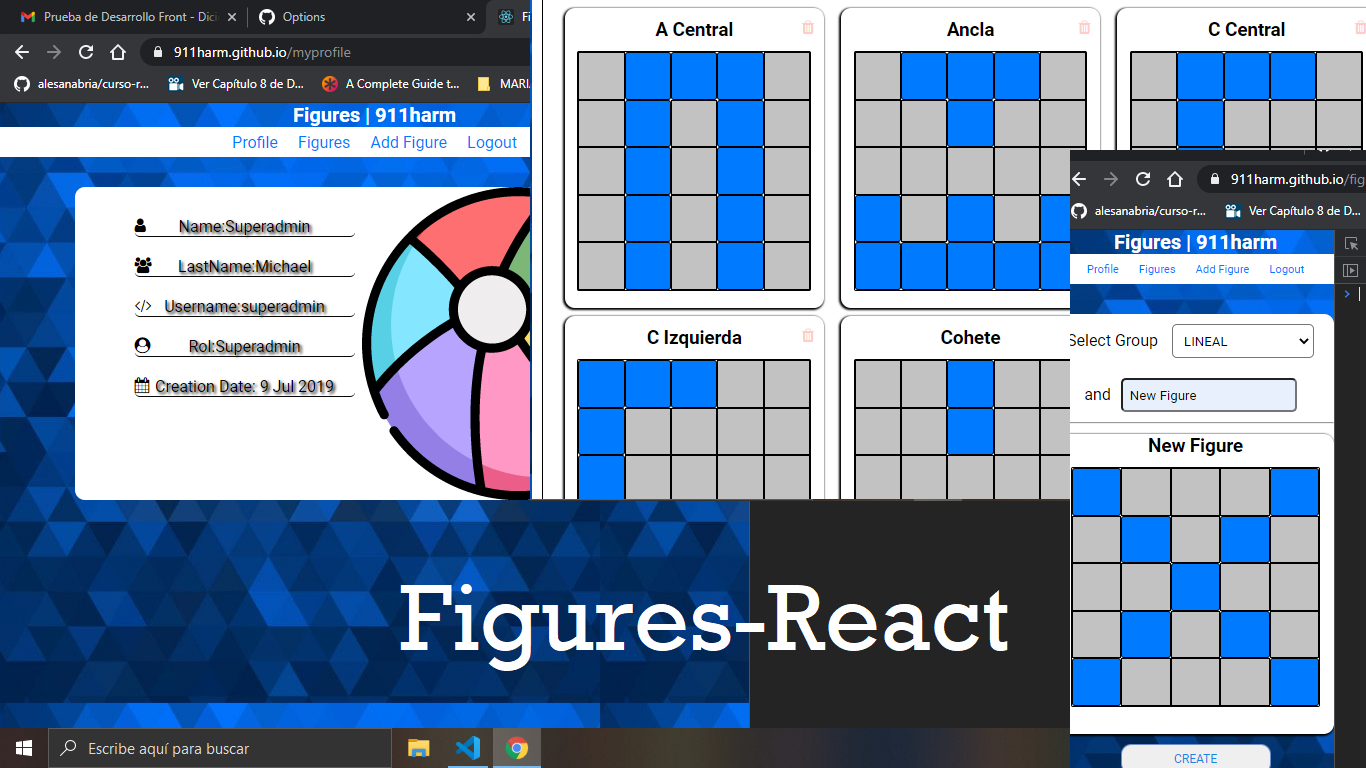 Prueba de Desarrollo Front - Dici
Options
911harm.github.io/myprofile
alesanabria/curso-r...
Ver Capítulo 8 de D...
A Complete Guide t...
Figures | 911harm
Profile
Figures
Add Figure
Logout
Name:Superadmin
LastName:Michael
Username:superadmin
Rol:Superadmin
Creation Date: 9 Jul 2019
A Central
Ancla
C Central
C Izquierda
Cohete
911harm.github.io/fig
alesanabria/curso-r...
Ver Capítulo 8 de D...
Figures | 911harm
Profile
Figures
Add Figure
Logout
Select Group
LINEAL
and
New Figure
New Figure
CREATE
Figures-React
Escribe aquí para buscar